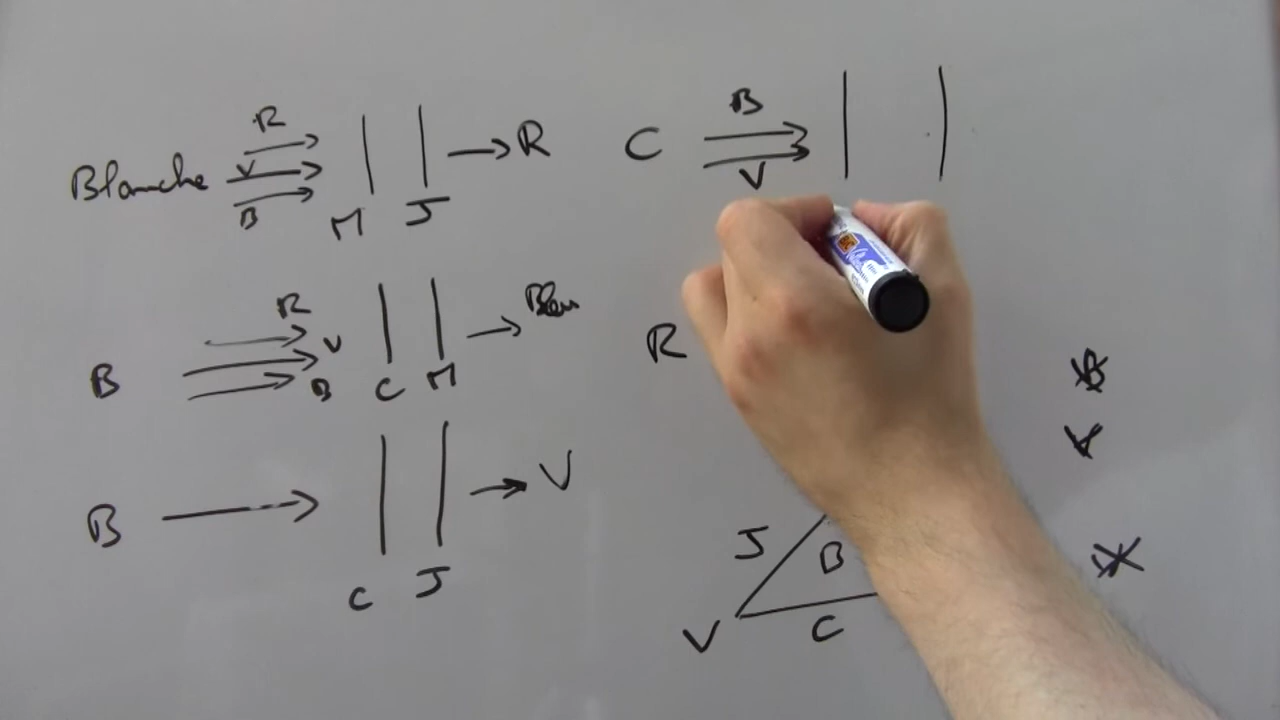 R
Blanche V → R
B
M J
R
B V → Bleu
B C M
B → V
C J
B
C
V
R
B
V
J B
V C